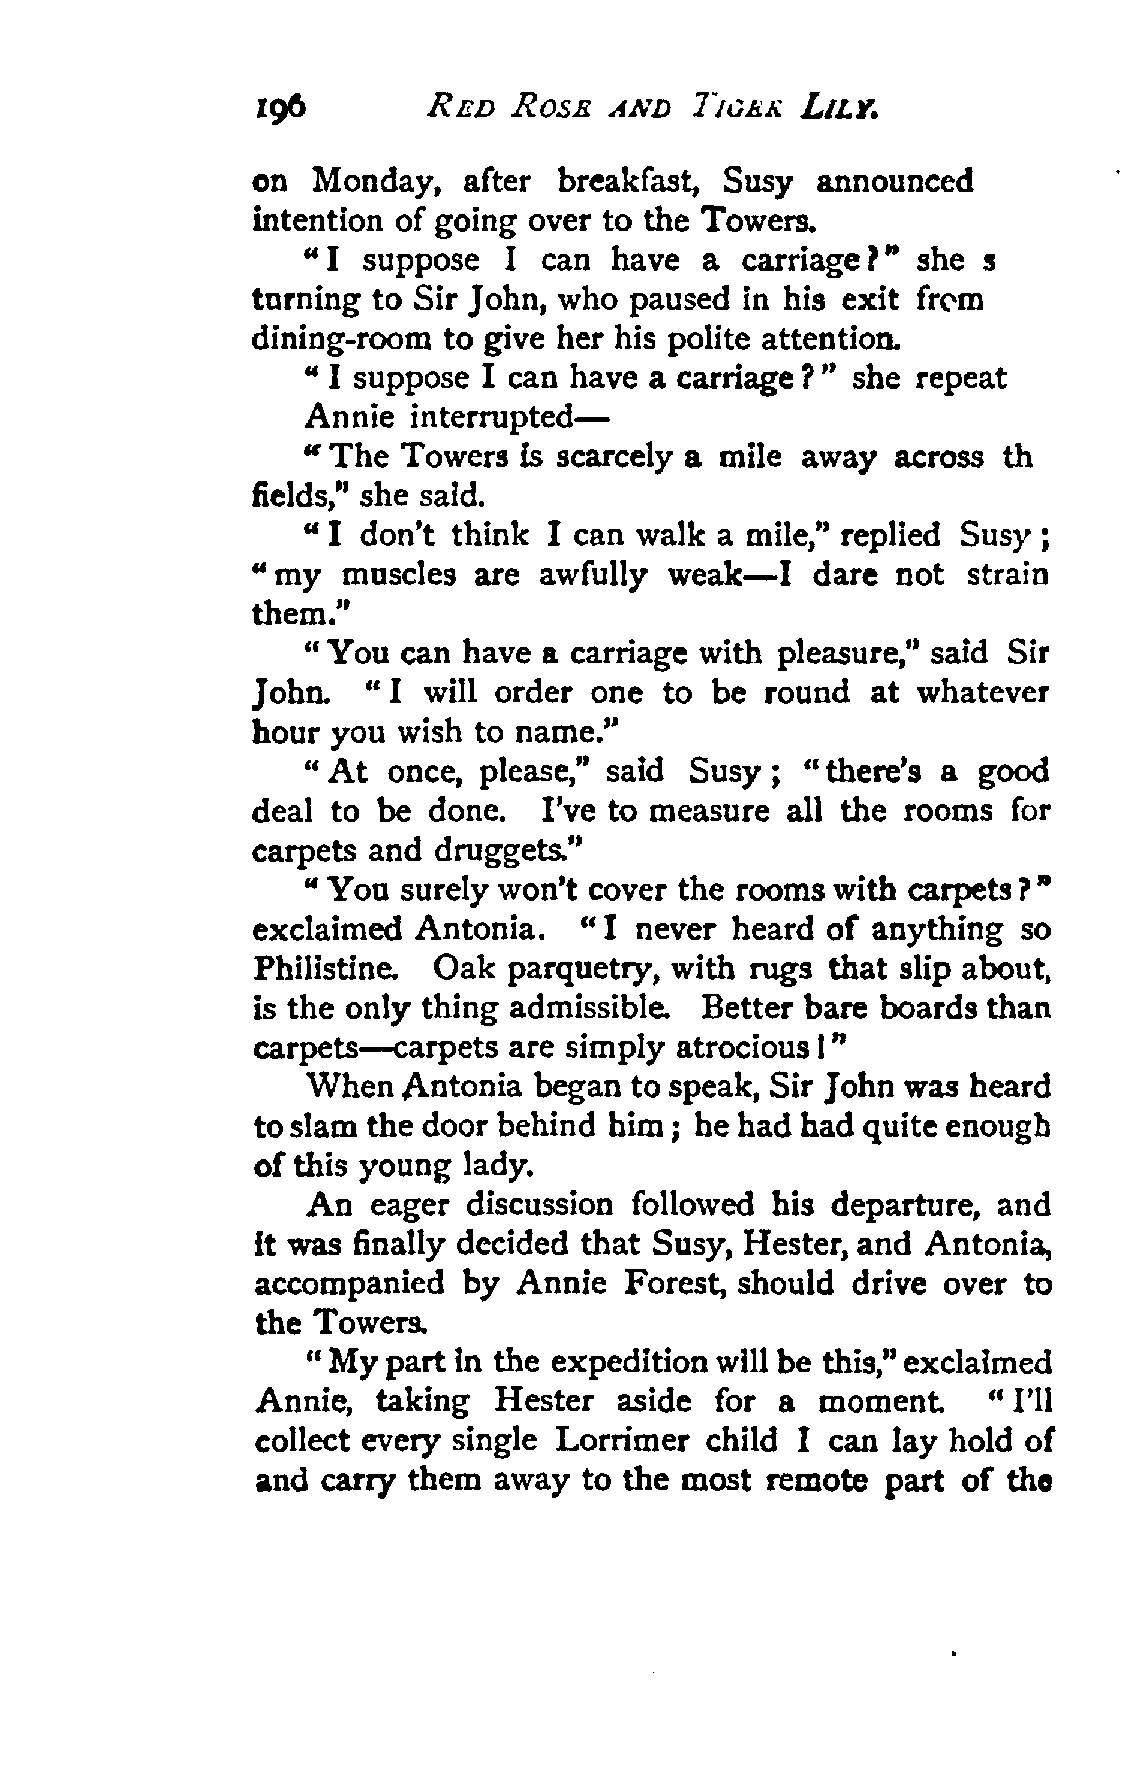 196 RED ROSE AND TIGER LILY.
on Monday, after breakfast, Susy announced
intention of going over to the Towers.
"I suppose I can have a carriage?" she s
turning to Sir John, who paused in his exit from
dining-room to give her his polite attention.
"I suppose I can have a carriage?" she repeat
Annie interrupted—
"The Towers is scarcely a mile away across th
fields," she said.
"I don't think I can walk a mile," replied Susy;
"my muscles are awfully weak—I dare not strain
them."
"You can have a carriage with pleasure," said Sir
John. "I will order one to be round at whatever
hour you wish to name."
"At once, please," said Susy; "there's a good
deal to be done. I've to measure all the rooms for
carpets and druggets."
"You surely won't cover the rooms with carpets?"
exclaimed Antonia. "I never heard of anything so
Philistine. Oak parquetry, with rugs that slip about,
is the only thing admissible. Better bare boards than
carpets—carpets are simply atrocious!"
When Antonia began to speak, Sir John was heard
to slam the door behind him; he had had quite enough
of this young lady.
An eager discussion followed his departure, and
it was finally decided that Susy, Hester, and Antonia,
accompanied by Annie Forest, should drive over to
the Towers.
"My part in the expedition will be this," exclaimed
Annie, taking Hester aside for a moment. "I'll
collect every single Lorrimer child I can lay hold of
and carry them away to the most remote part of the